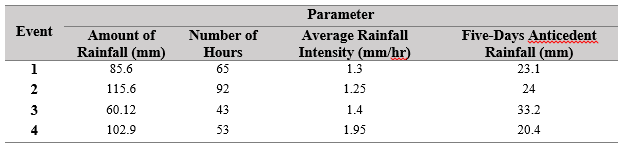 Parameter
Event Amount of Number of Average Rainfall Five-Days Anticedent
Rainfall (mm) Hours Intensity (mm/hr) Rainfall (mm)
1 85.6 65 1.3 23.1
2 115.6 92 1.25 24
3 60.12 43 1.4 33.2
4 102.9 53 1.95 20.4